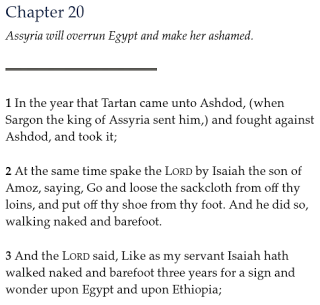 Chapter 20
Assyria will overrun Egypt and make her ashamed.
1 In the year that Tartan came unto Ashdod, (when
Sargon the king of Assyria sent him,) and fought against
Ashdod, and took it;
2 At the same time spake the LORD by Isaiah the son of
Amoz, saying, Go and loose the sackcloth from off thy
loins, and put off thy shoe from thy foot. And he did so,
walking naked and barefoot.
3 And the LORD said, Like as my servant Isaiah hath
walked naked and barefoot three years for a sign and
wonder upon Egypt and upon Ethiopia;